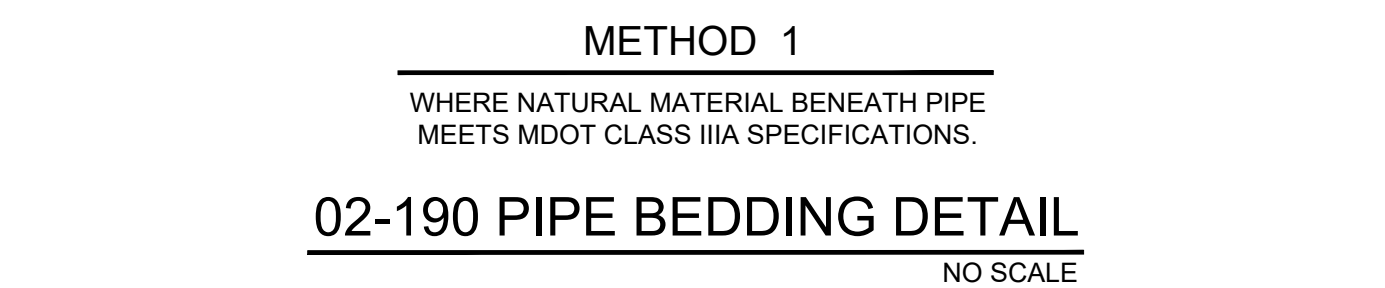 METHOD 1
WHERE NATURAL MATERIAL BENEATH PIPE
MEETS MDOT CLASS IIIA SPECIFICATIONS.
02-190 PIPE BEDDING DETAIL
NO SCALE